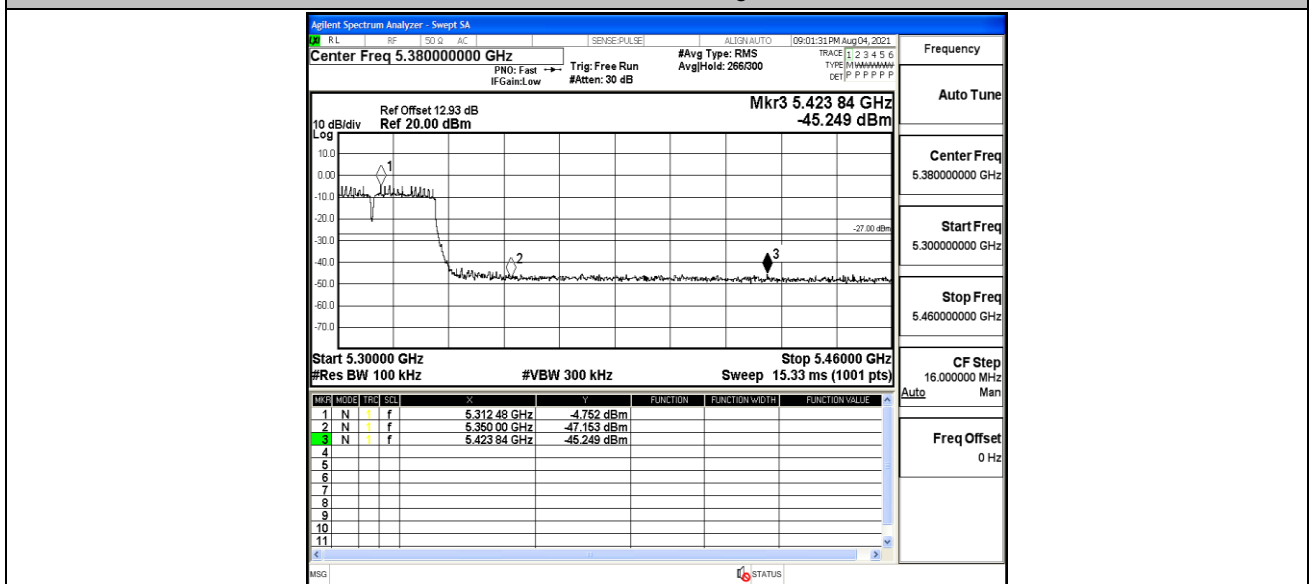 Agilent Spectrum Analyzer - Swept SA
RL RF 50 Ω AC SENSE:PULSE ALIGNAUTO 09:01:31 PM Aug 04, 2021
Center Freq 5.380000000 GHz
PNO: Fast
IFGain:Low
Trig: Free Run
#Atten: 30 dB
#Avg Type: RMS
Avg|Hold: 266/300
TRACE 1 2 3 4 5 6
TYPE M
DET P P P P P P
Mkr3 5.423 84 GHz
-45.249 dBm
Ref Offset 12.93 dB
10 dB/div Ref 20.00 dBm
Log
10.0
0.00
-10.0
-20.0
-30.0
-40.0
-50.0
-60.0
-70.0
1
2
3
-27.00 dBm
Start 5.30000 GHz Stop 5.46000 GHz
#Res BW 100 kHz #VBW 300 kHz Sweep 15.33 ms (1001 pts)
MKR MODE TRC SCL X Y FUNCTION FUNCTION WIDTH FUNCTION VALUE
1 N 1 f 5.312 48 GHz -4.752 dBm
2 N 1 f 5.350 00 GHz -47.153 dBm
3 N 1 f 5.423 84 GHz -45.249 dBm
4
5
6
7
8
9
10
11
MSG STATUS
Frequency
Auto Tune
Center Freq
5.380000000 GHz
Start Freq
5.300000000 GHz
Stop Freq
5.460000000 GHz
CF Step
16.000000 MHz
Auto Man
Freq Offset
0 Hz